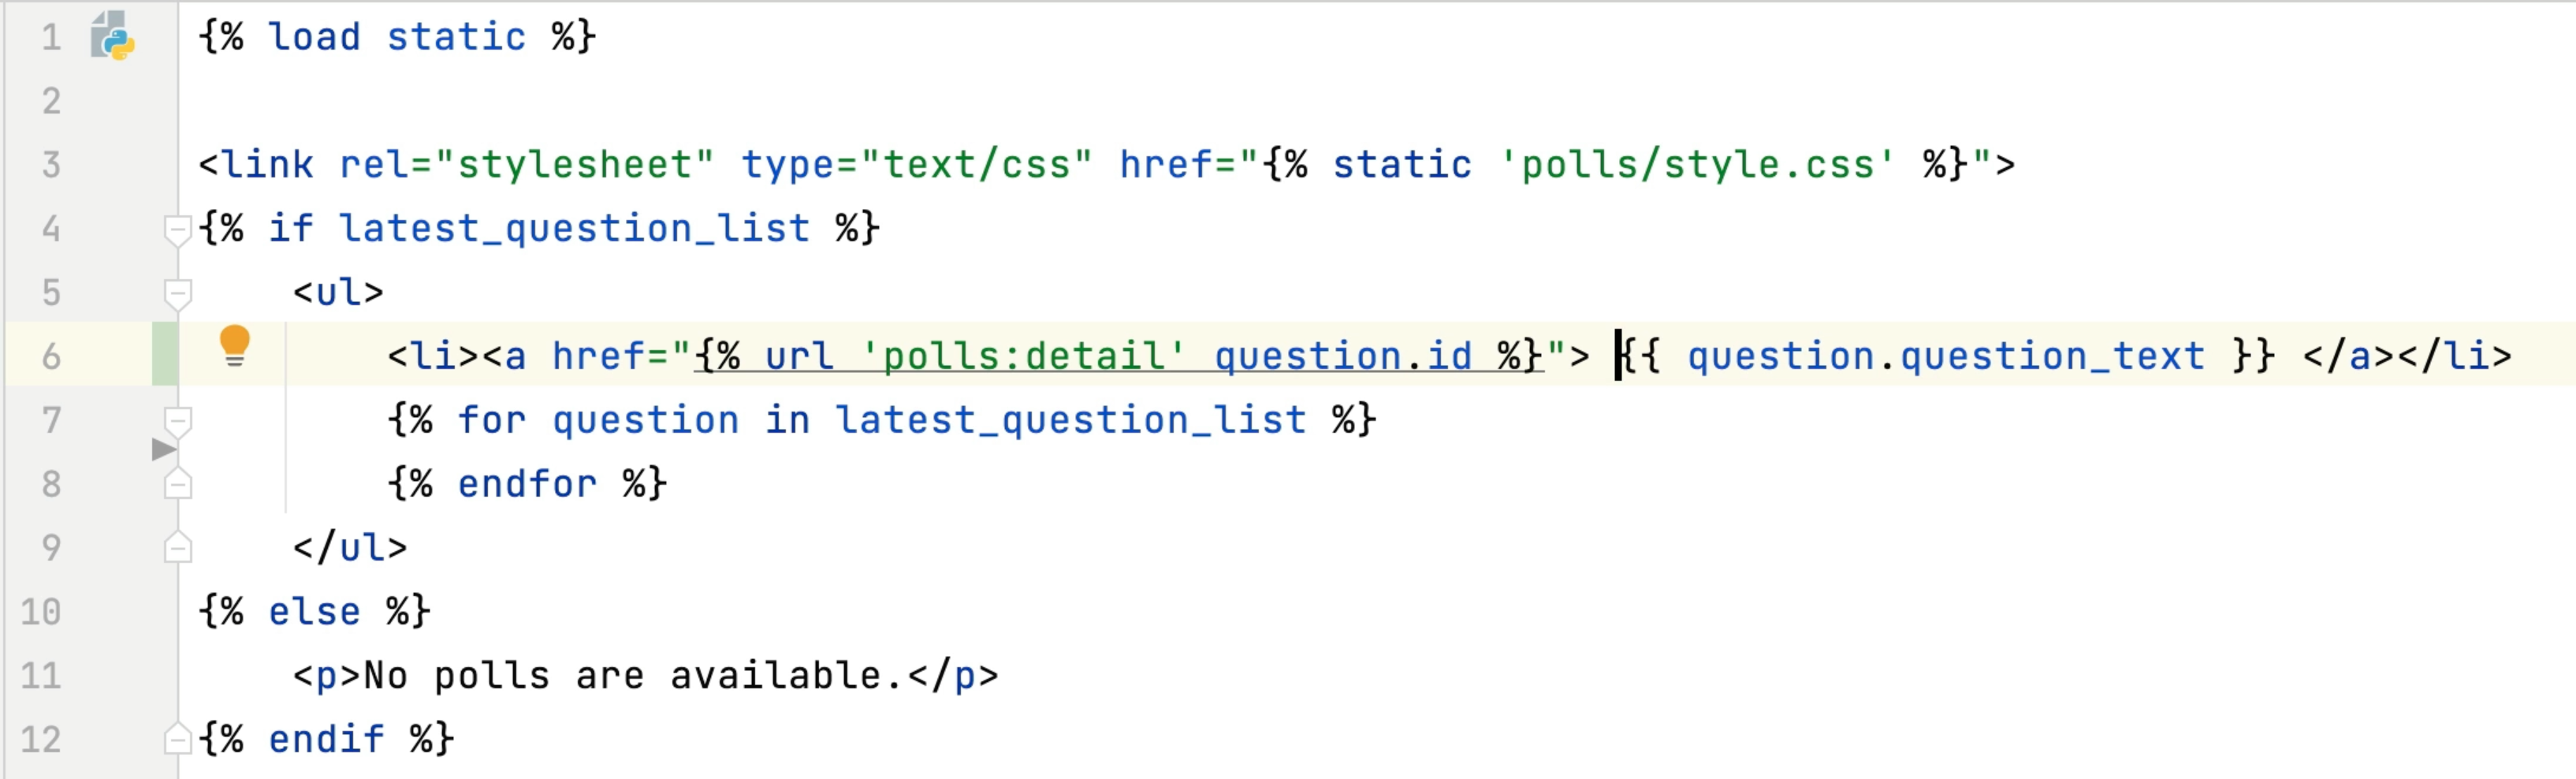 1 {% load static %}
2
3 <link rel="stylesheet" type="text/css" href="{% static 'polls/style.css' %}">
4 {% if latest_question_list %}
5     <ul>
6         <li><a href="{% url 'polls:detail' question.id %}"> {{ question.question_text }} </a></li>
7         {% for question in latest_question_list %}
8         {% endfor %}
9     </ul>
10 {% else %}
11     <p>No polls are available.</p>
12 {% endif %}